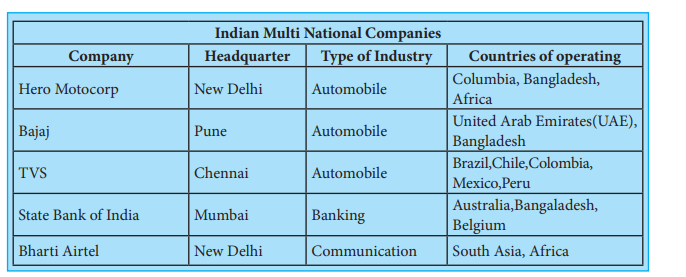 Indian Multi National Companies
Company Headquarter Type of Industry Countries of operating
Hero Motocorp New Delhi Automobile Columbia, Bangladesh,
Africa
Bajaj Pune Automobile United Arab Emirates(UAE),
Bangladesh
TVS Chennai Automobile Brazil,Chile,Colombia,
Mexico,Peru
State Bank of India Mumbai Banking Australia,Bangaladesh,
Belgium
Bharti Airtel New Delhi Communication South Asia, Africa